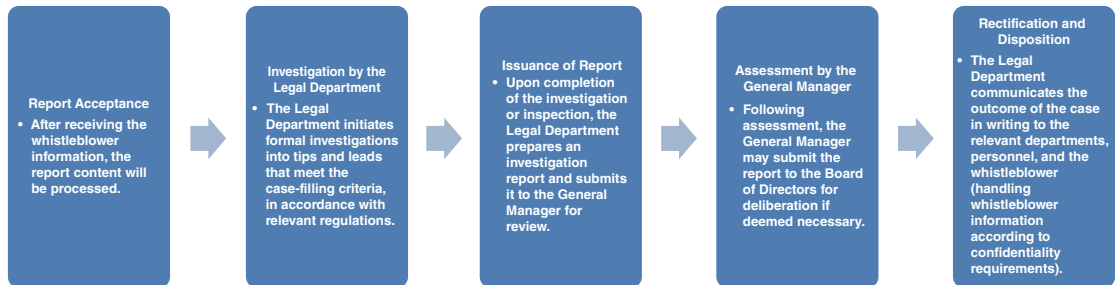 Report Acceptance
• After receiving the
whistleblower
information, the
report content will
be processed.
Investigation by the
Legal Department
• The Legal
Department initiates
formal investigations
into tips and leads
that meet the
case-filling criteria,
in accordance with
relevant regulations.
Issuance of Report
• Upon completion
of the investigation
or inspection, the
Legal Department
prepares an
investigation
report and submits
it to the General
Manager for
review.
Assessment by the
General Manager
• Following
assessment, the
General Manager
may submit the
report to the Board
of Directors for
deliberation if
deemed necessary.
Rectification and
Disposition
• The Legal
Department
communicates the
outcome of the case
in writing to the
relevant departments,
personnel, and the
whistleblower
(handling
whistleblower
information
according to
confidentiality
requirements).